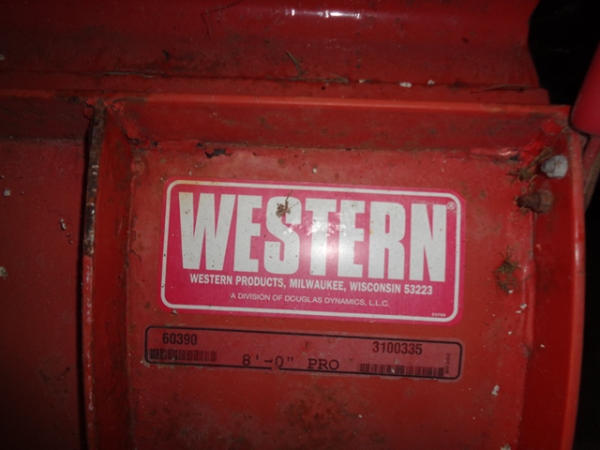 WESTERN®
WESTERN PRODUCTS, MILWAUKEE, WISCONSIN 53223
A DIVISION OF DOUGLAS DYNAMICS, L.L.C.
60390 3100335
8'-0" PRO